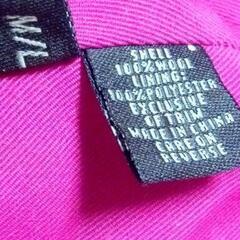 M/L
SHELL
100%WOOL
LINING:
100%POLYESTER
EXCLUSIVE
OF TRIM
MADE IN CHINA
CARE ON
REVERSE